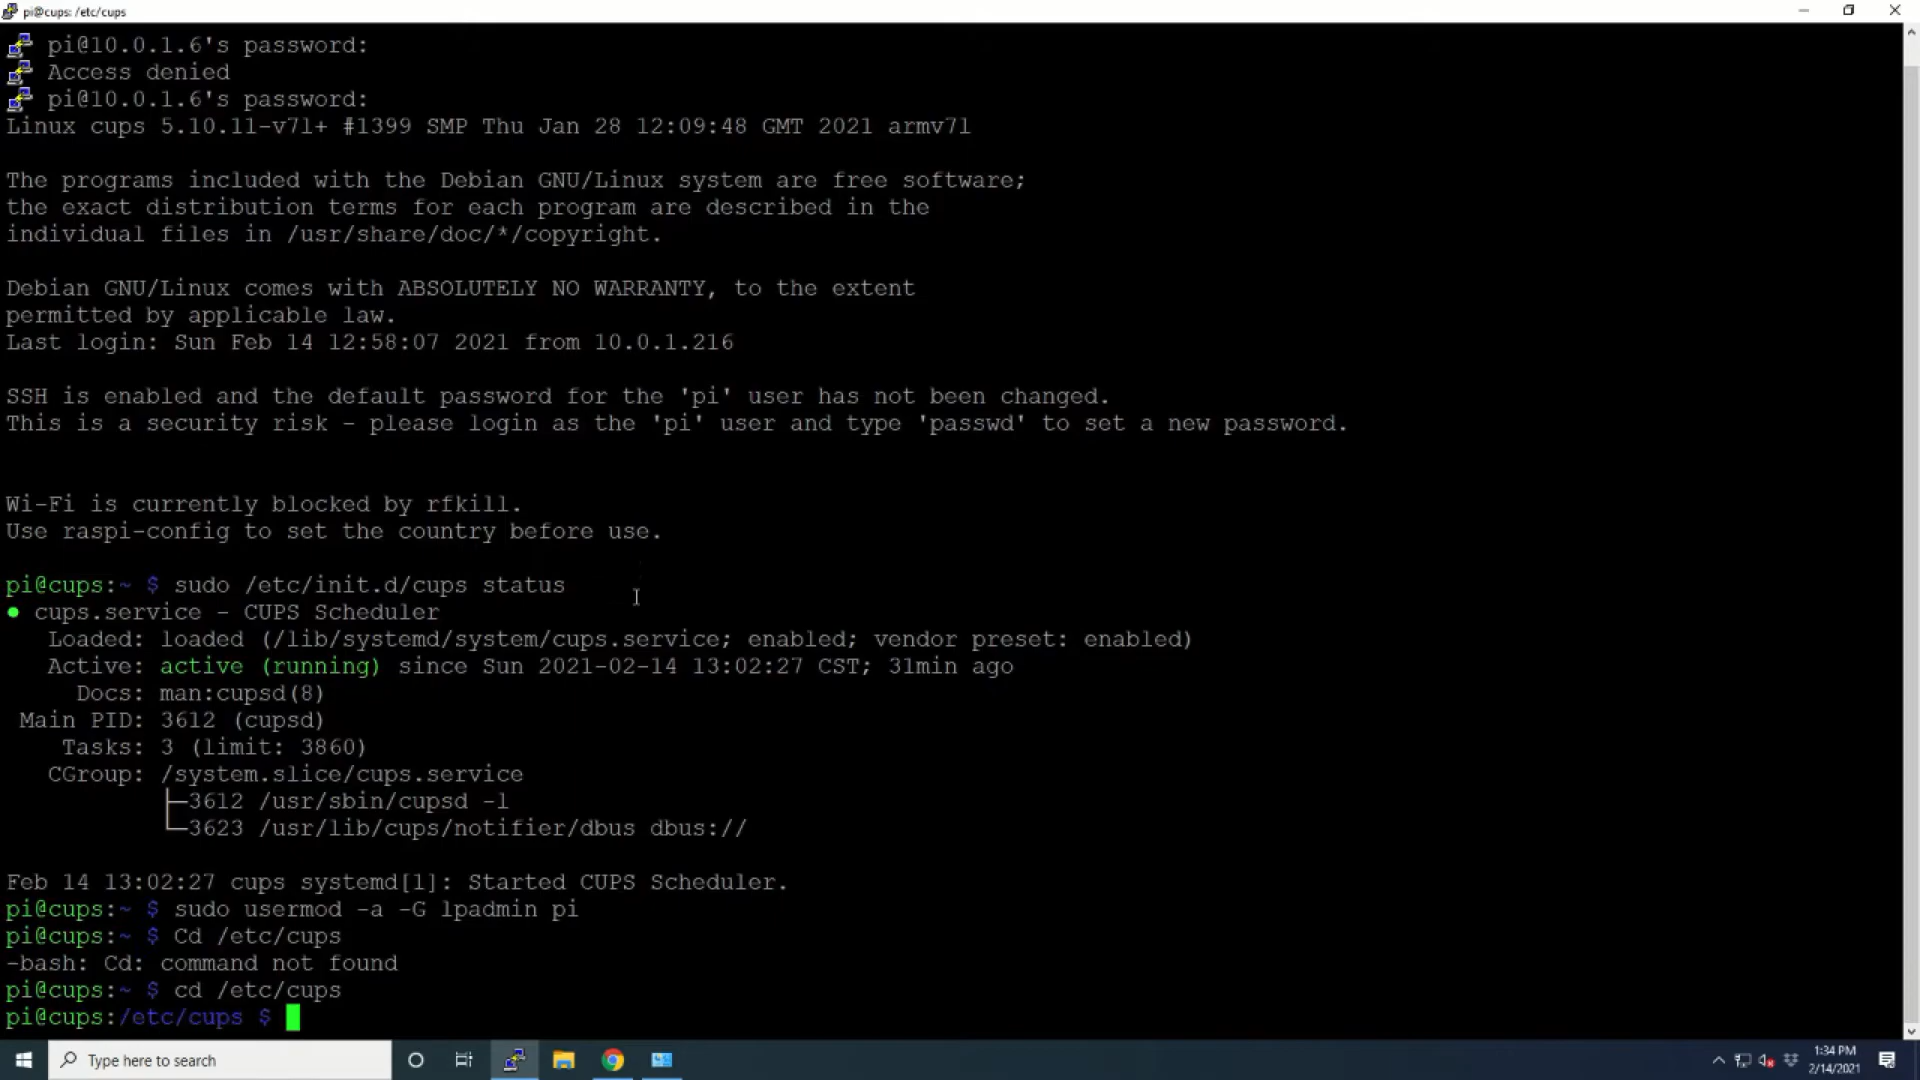 pi@cups: /etc/cups
pi@10.0.1.6's password:
Access denied
pi@10.0.1.6's password:
Linux cups 5.10.11-v7l+ #1399 SMP Thu Jan 28 12:09:48 GMT 2021 armv7l
The programs included with the Debian GNU/Linux system are free software;
the exact distribution terms for each program are described in the
individual files in /usr/share/doc/*/copyright.
Debian GNU/Linux comes with ABSOLUTELY NO WARRANTY, to the extent
permitted by applicable law.
Last login: Sun Feb 14 12:58:07 2021 from 10.0.1.216
SSH is enabled and the default password for the 'pi' user has not been changed.
This is a security risk - please login as the 'pi' user and type 'passwd' to set a new password.
Wi-Fi is currently blocked by rfkill.
Use raspi-config to set the country before use.
pi@cups:~ $ sudo /etc/init.d/cups status
● cups.service - CUPS Scheduler
Loaded: loaded (/lib/systemd/system/cups.service; enabled; vendor preset: enabled)
Active: active (running) since Sun 2021-02-14 13:02:27 CST; 31min ago
Docs: man:cupsd(8)
Main PID: 3612 (cupsd)
Tasks: 3 (limit: 3860)
CGroup: /system.slice/cups.service
├─3612 /usr/sbin/cupsd -l
└─3623 /usr/lib/cups/notifier/dbus dbus://
Feb 14 13:02:27 cups systemd[1]: Started CUPS Scheduler.
pi@cups:~ $ sudo usermod -a -G lpadmin pi
pi@cups:~ $ Cd /etc/cups
-bash: Cd: command not found
pi@cups:~ $ cd /etc/cups
pi@cups:/etc/cups $
Type here to search
1:34 PM
2/14/2021